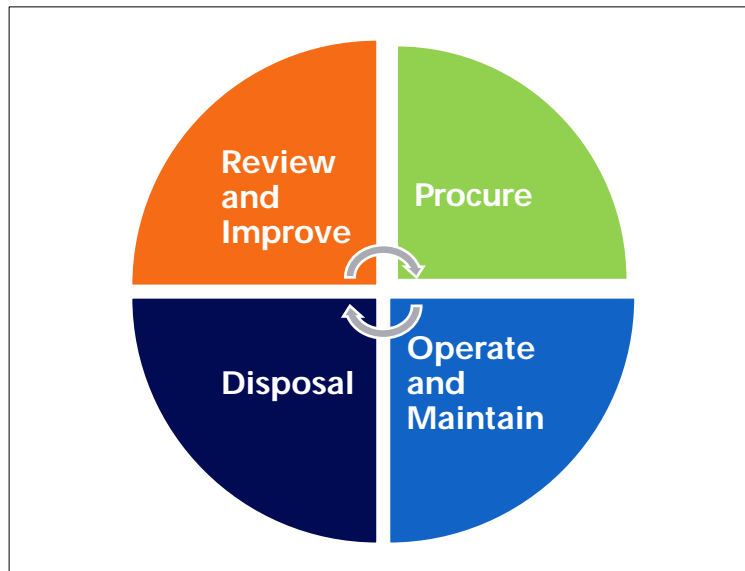 Review
and
Improve
Procure
Disposal
Operate
and
Maintain